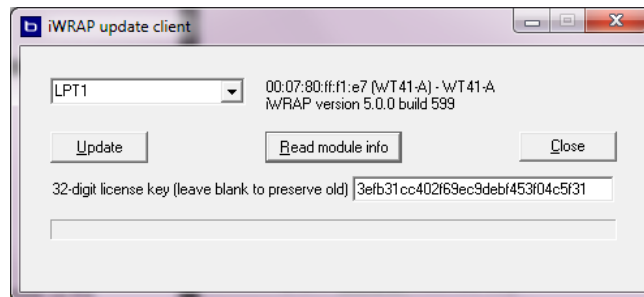 iWRAP update client
LPT1
00:07:80:ff:f1:e7 (WT41-A) - WT41-A
iWRAP version 5.0.0 build 599
Update
Read module info
Close
32-digit license key (leave blank to preserve old) 3efb31cc402f69ec9debf453f04c5f31